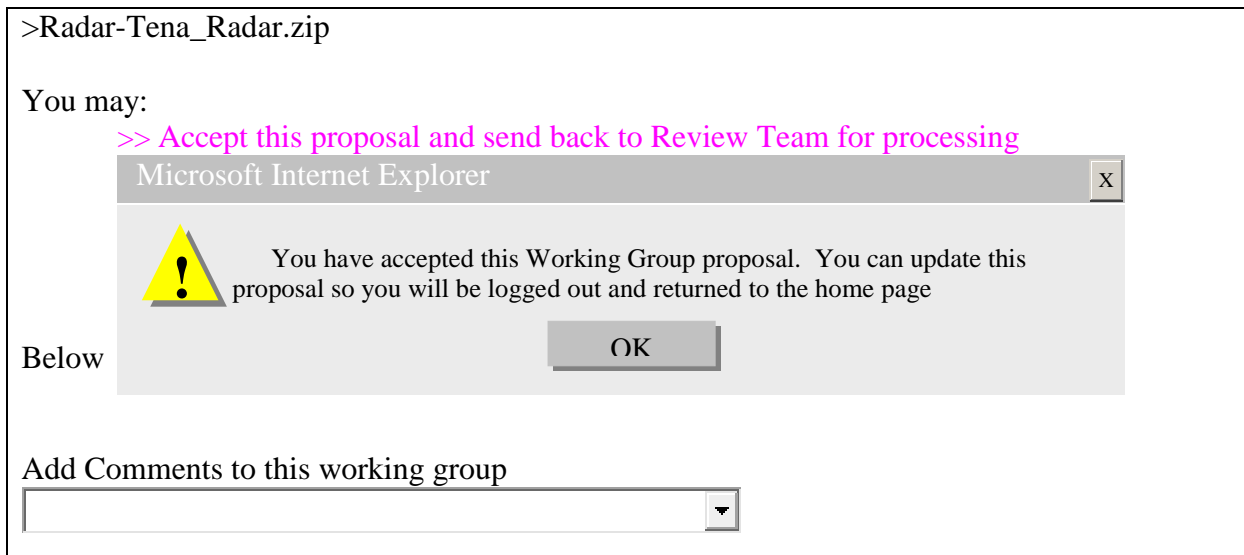 >Radar-Tena_Radar.zip
You may:
>> Accept this proposal and send back to Review Team for processing
Microsoft Internet Explorer
X
!
You have accepted this Working Group proposal. You can update this
proposal so you will be logged out and returned to the home page
OK
Below
Add Comments to this working group